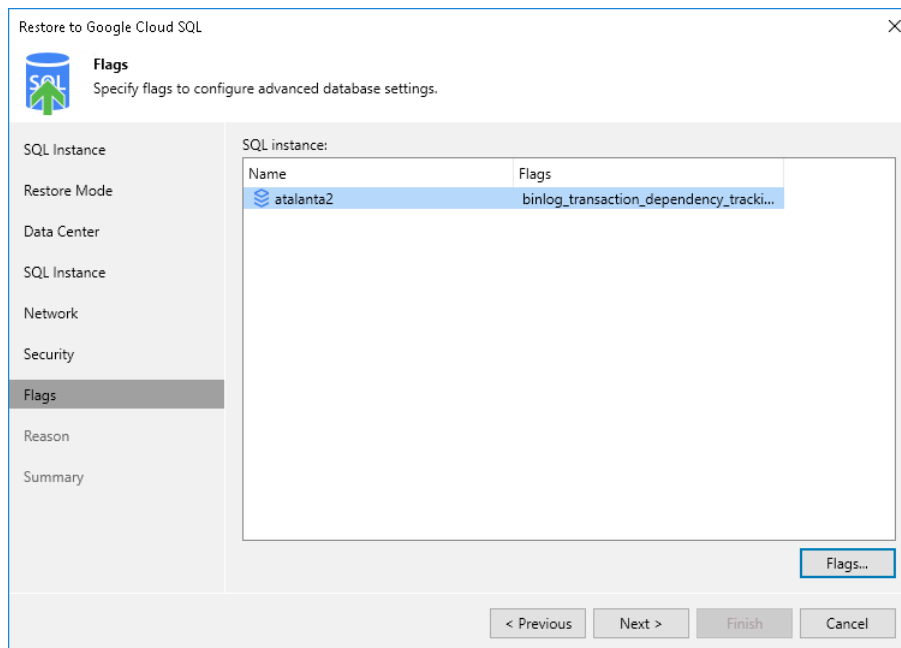 Restore to Google Cloud SQL
SQL
Flags
Specify flags to configure advanced database settings.
SQL Instance
Restore Mode
Data Center
SQL Instance
Network
Security
Flags
Reason
Summary
SQL instance:
Name Flags
atalanta2 binlog_transaction_dependency_tracki...
Flags...
< Previous Next > Finish Cancel